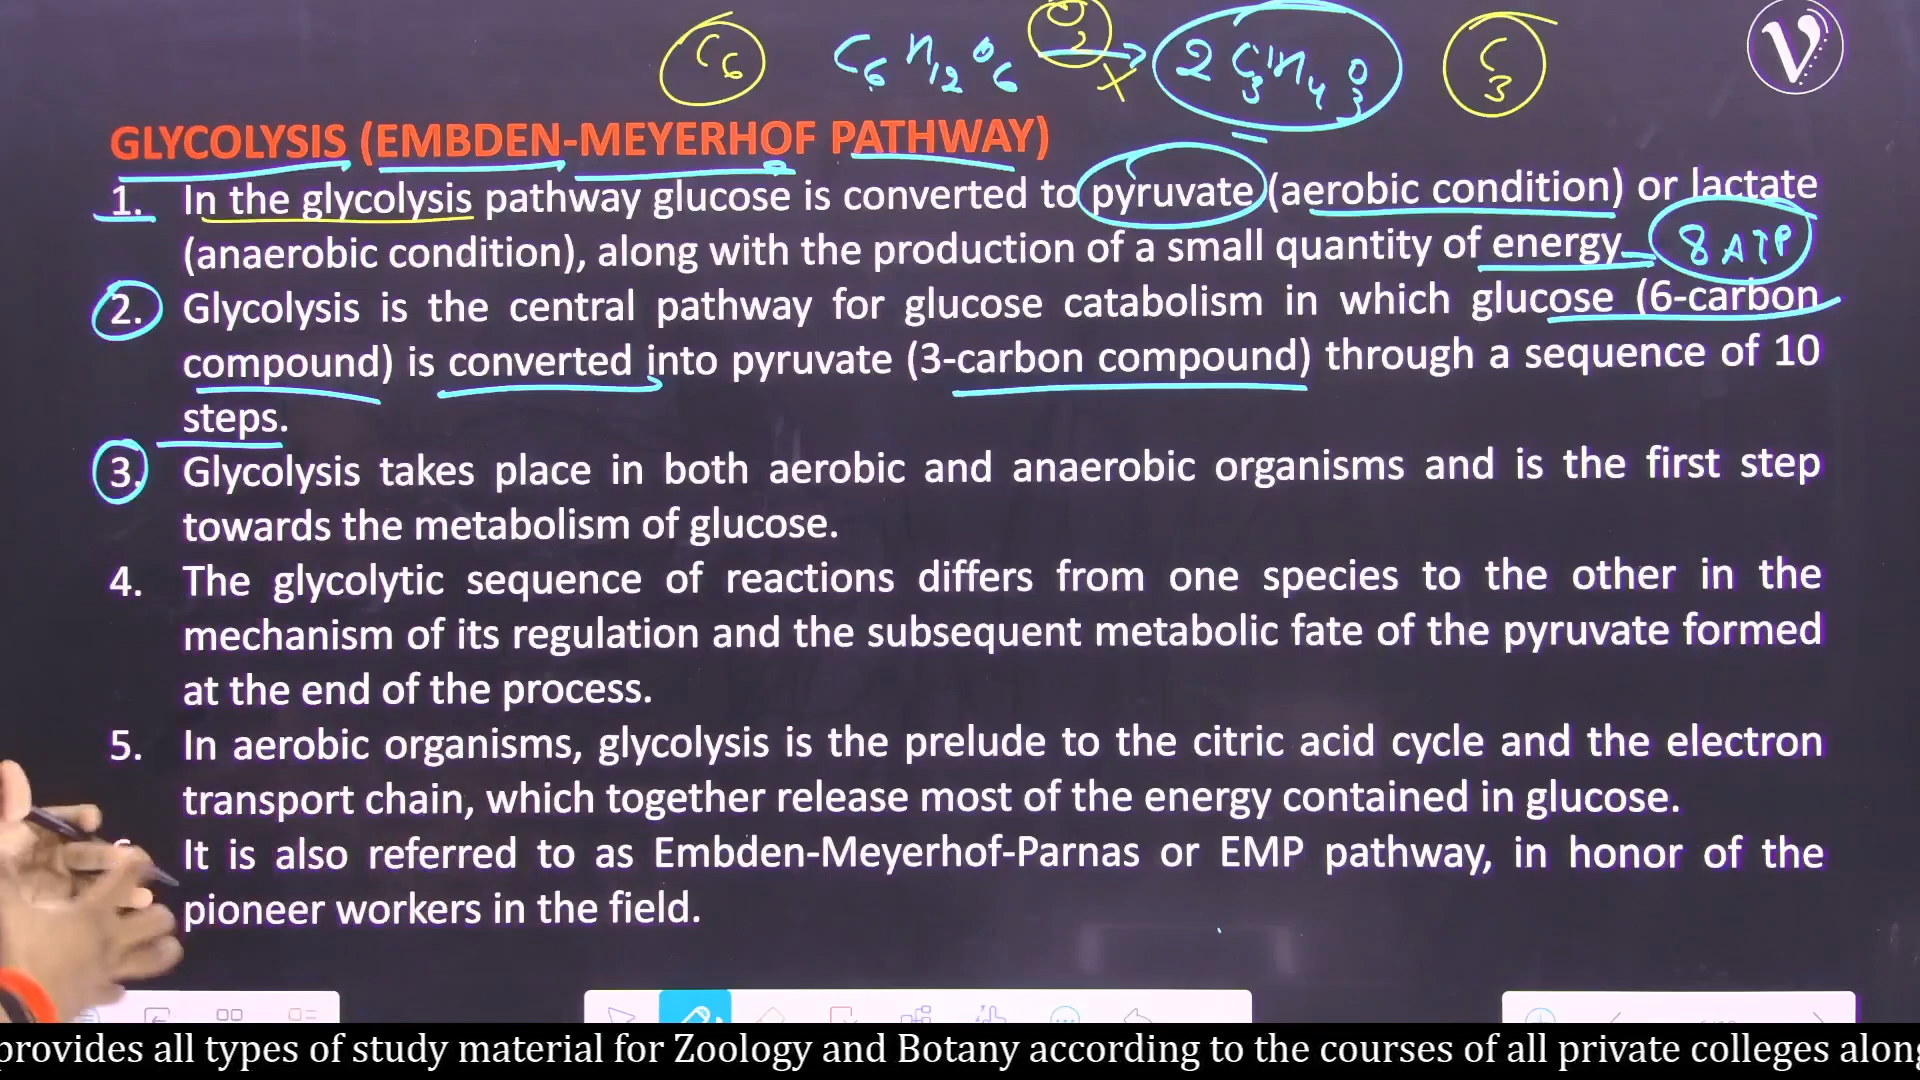 C6 C6H12O6 O2 X 2C3H4O3 C3
V
GLYCOLYSIS (EMBDEN-MEYERHOF PATHWAY)
1. In the glycolysis pathway glucose is converted to pyruvate (aerobic condition) or lactate
(anaerobic condition), along with the production of a small quantity of energy. 8 ATP
2. Glycolysis is the central pathway for glucose catabolism in which glucose (6-carbon
compound) is converted into pyruvate (3-carbon compound) through a sequence of 10
steps.
3. Glycolysis takes place in both aerobic and anaerobic organisms and is the first step
towards the metabolism of glucose.
4. The glycolytic sequence of reactions differs from one species to the other in the
mechanism of its regulation and the subsequent metabolic fate of the pyruvate formed
at the end of the process.
5. In aerobic organisms, glycolysis is the prelude to the citric acid cycle and the electron
transport chain, which together release most of the energy contained in glucose.
It is also referred to as Embden-Meyerhof-Parnas or EMP pathway, in honor of the
pioneer workers in the field.
provides all types of study material for Zoology and Botany according to the courses of all private colleges along